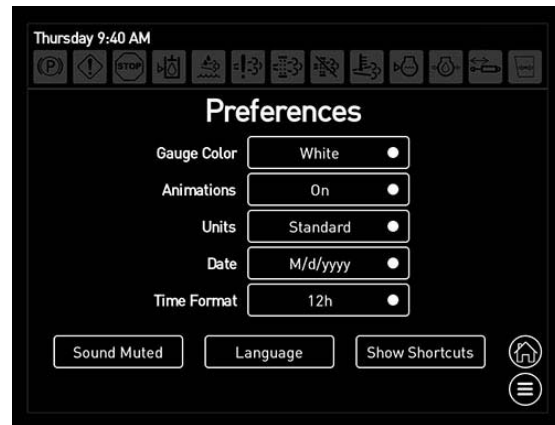 Thursday 9:40 AM
STOP
Preferences
Gauge Color White
Animations On
Units Standard
Date M/d/yyyy
Time Format 12h
Sound Muted Language Show Shortcuts